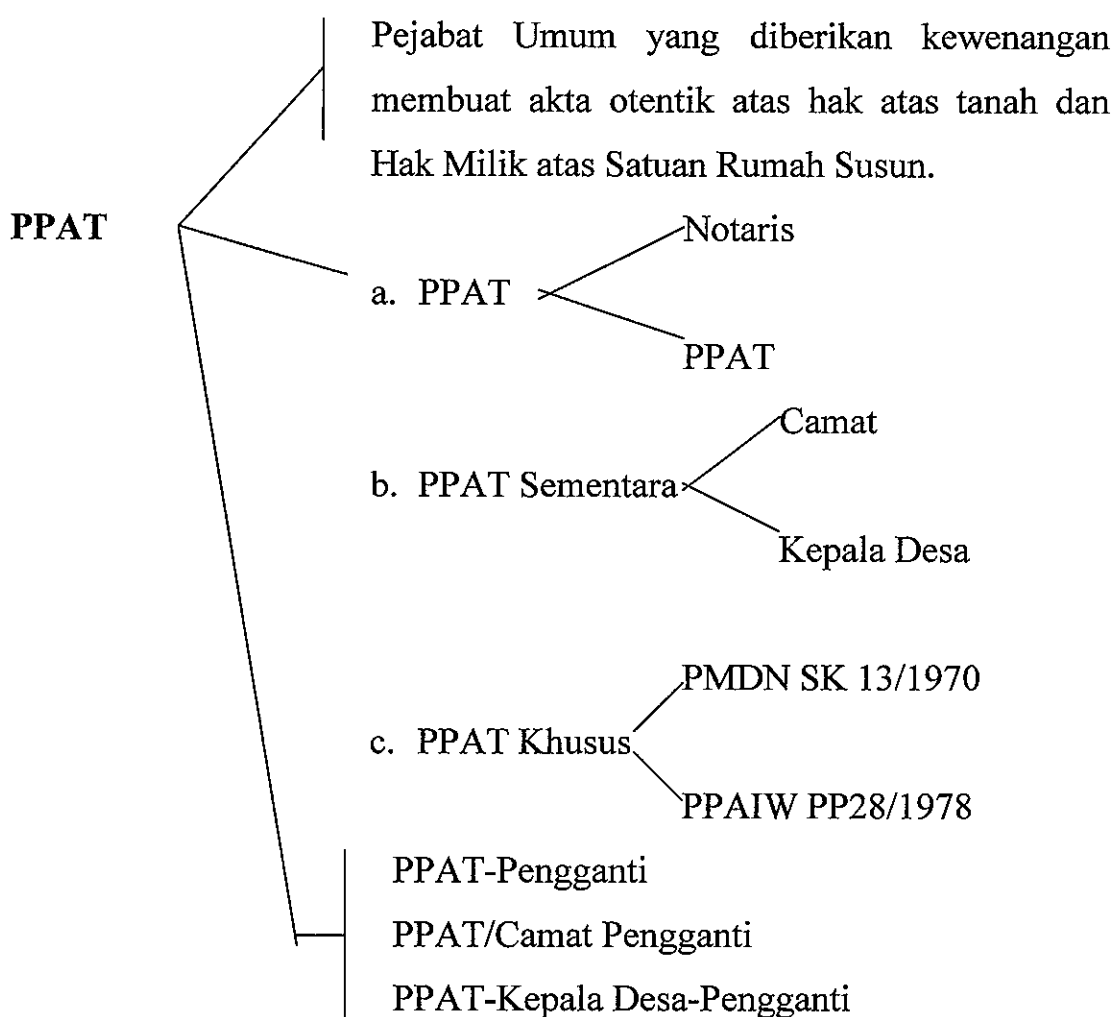 Pejabat Umum yang diberikan kewenangan
membuat akta otentik atas hak atas tanah dan
Hak Milik atas Satuan Rumah Susun.
PPAT
Notaris
a. PPAT
PPAT
Camat
b. PPAT Sementara
Kepala Desa
PMDN SK 13/1970
c. PPAT Khusus
PPAIW PP28/1978
PPAT-Pengganti
PPAT/Camat Pengganti
PPAT-Kepala Desa-Pengganti